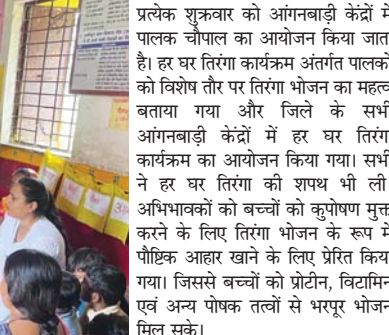 प्रत्येक शुक्रवार को आंगनबाड़ी केंद्रों में
पालक चौपाल का आयोजन किया जात
है। हर घर तिरंगा कार्यक्रम अंतर्गत पालको
को विशेष तौर पर तिरंगा भोजन का महत्व
बताया गया और जिले के सभी
आंगनबाड़ी केंद्रों में हर घर तिरंग
कार्यक्रम का आयोजन किया गया। सभी
ने हर घर तिरंगा की शपथ भी ली
अभिभावकों को बच्चों को कुपोषण मुक्त
करने के लिए तिरंगा भोजन के रूप में
पौष्टिक आहार खाने के लिए प्रेरित किय
गया। जिससे बच्चों को प्रोटीन, विटामिन
एवं अन्य पोषक तत्वों से भरपूर भोजन
मिल सके।